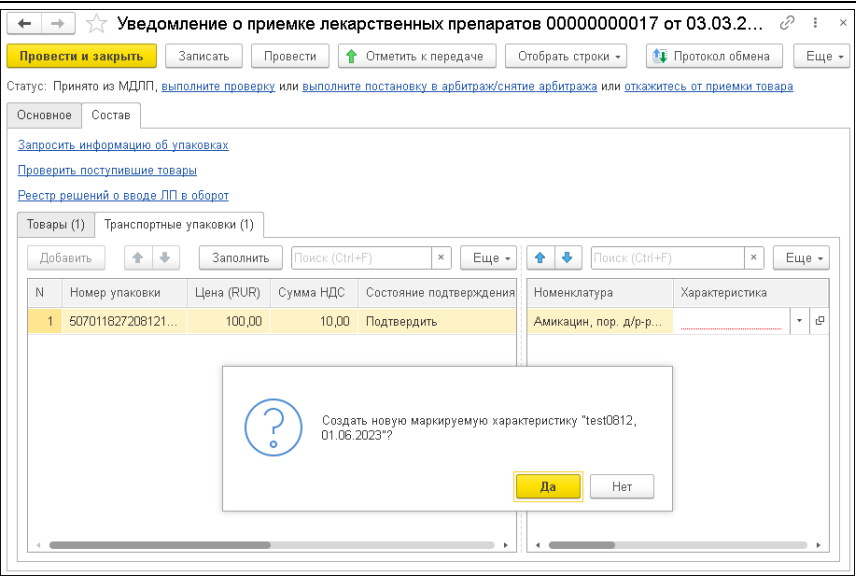 Уведомление о приемке лекарственных препаратов 00000000017 от 03.03.2...
Провести и закрыть Записать Провести Отметить к передаче Отобрать строки Протокол обмена Еще
Статус: Принято из МДЛП, выполните проверку или выполните постановку в арбитраж/снятие арбитража или откажитесь от приемки товара
Основное Состав
Запросить информацию об упаковках
Проверить поступившие товары
Реестр решений о вводе ЛП в оборот
Товары (1) Транспортные упаковки (1)
Добавить Заполнить Поиск (Ctrl+F) × Еще Поиск (Ctrl+F) × Еще
N Номер упаковки Цена (RUR) Сумма НДС Состояние подтверждения Номенклатура Характеристика
1 507011827208121... 100,00 10,00 Подтвердить Амикацин, пор. д/р-р...
Создать новую маркируемую характеристику "test0812,
01.06.2023"?
Да Нет